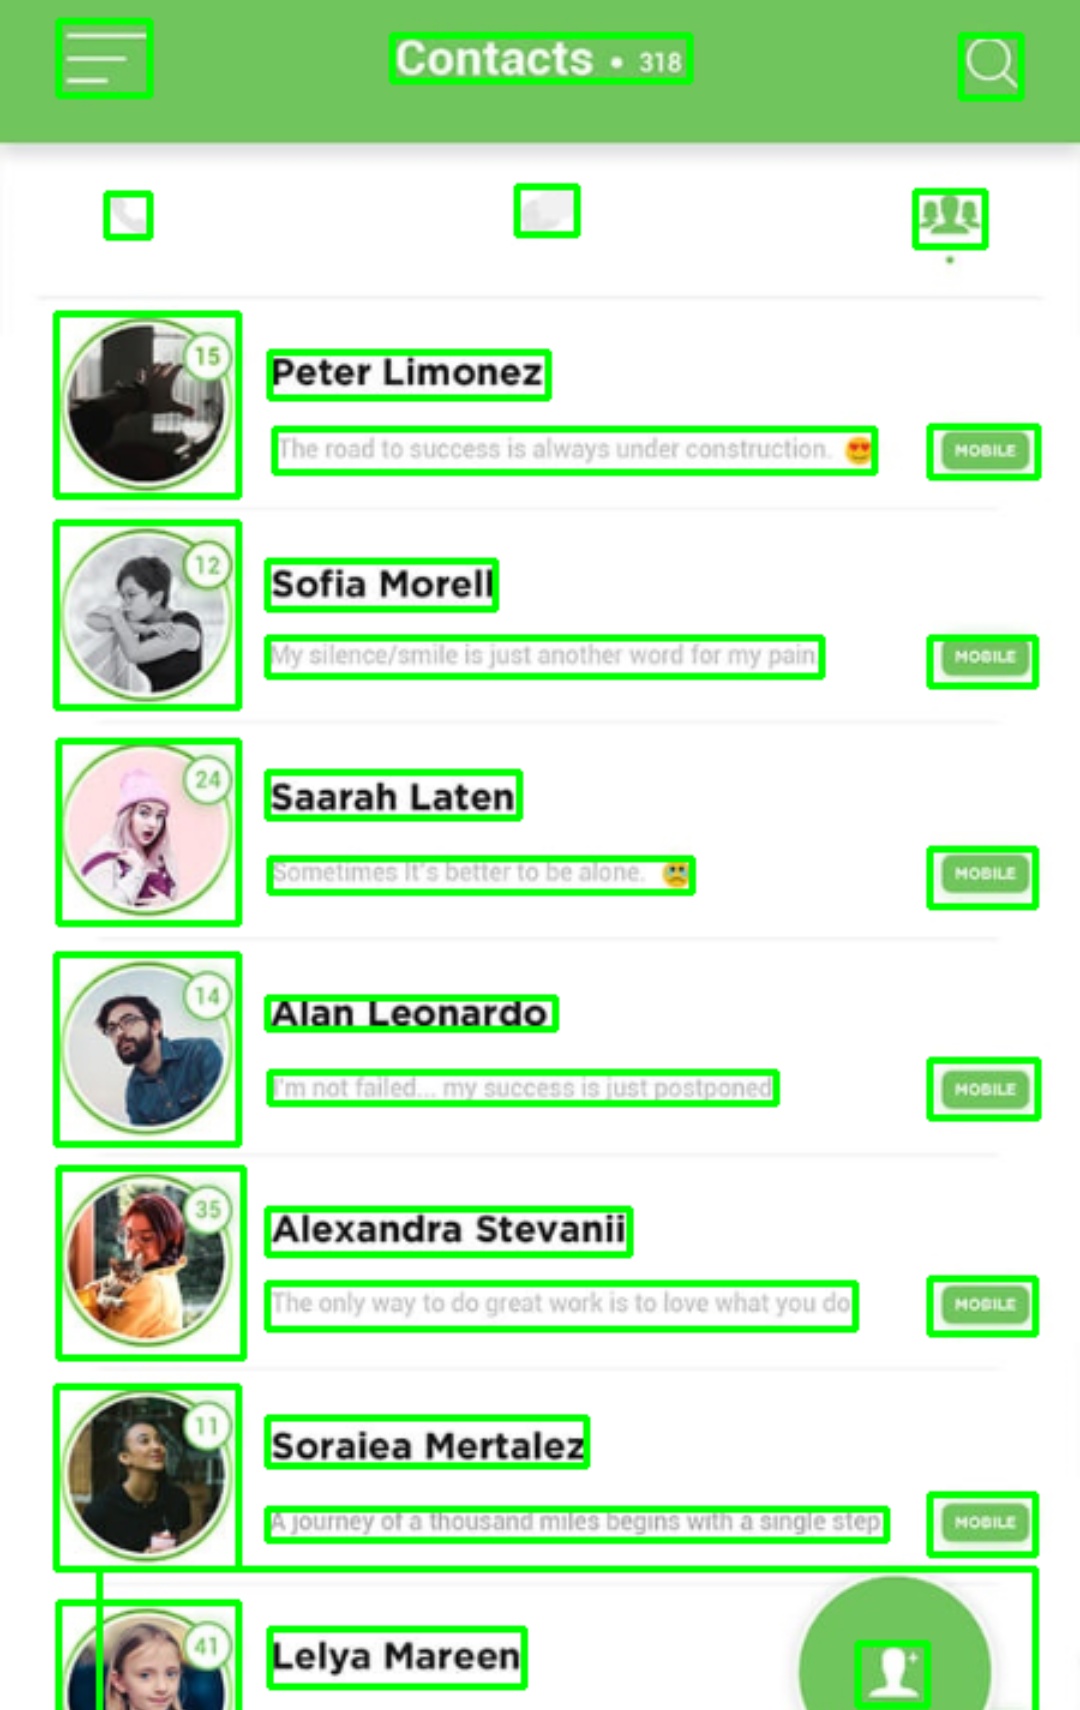 Contacts • 318
15
Peter Limonez
The road to success is always under construction. 😍
MOBILE
12
Sofia Morell
My silence/smile is just another word for my pain
MOBILE
24
Saarah Laten
Sometimes It's better to be alone. 😢
MOBILE
14
Alan Leonardo
I'm not failed... my success is just postponed
MOBILE
35
Alexandra Stevanii
The only way to do great work is to love what you do
MOBILE
11
Soraiea Mertalez
A journey of a thousand miles begins with a single step
MOBILE
41
Lelya Mareen